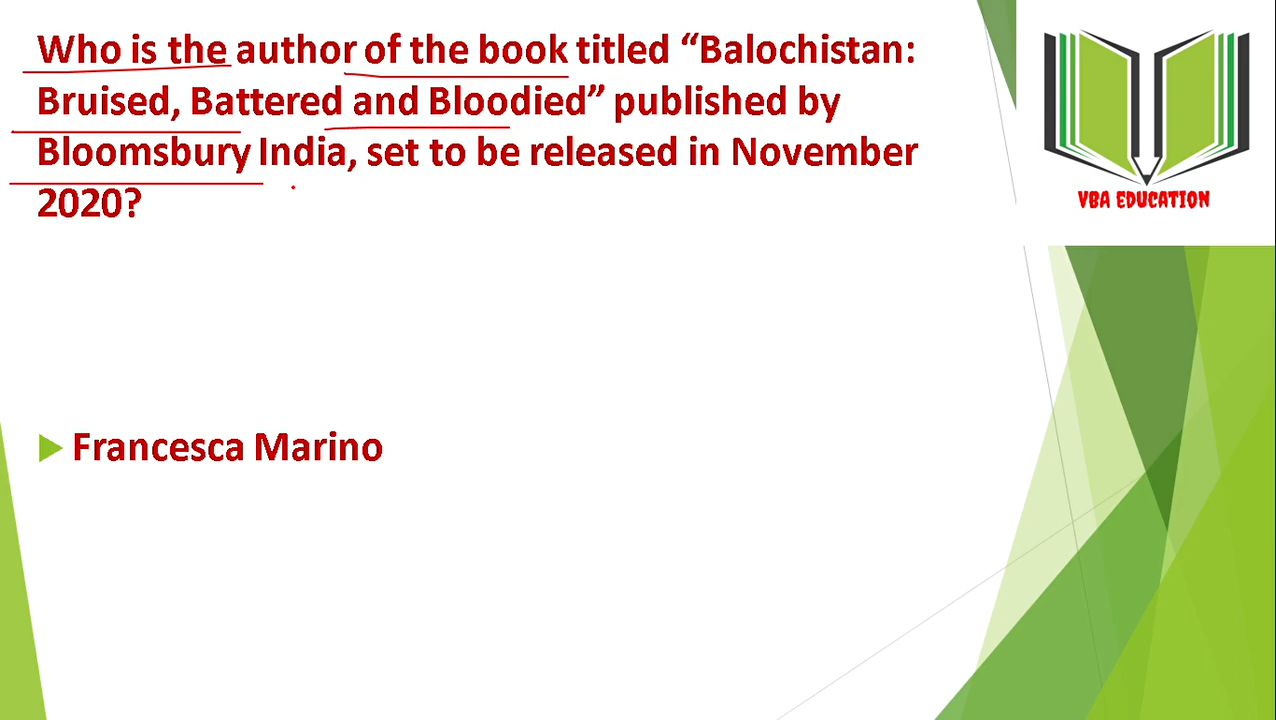 Who is the author of the book titled “Balochistan:
Bruised, Battered and Bloodied” published by
Bloomsbury India, set to be released in November
2020?
VBA EDUCATION
Francesca Marino